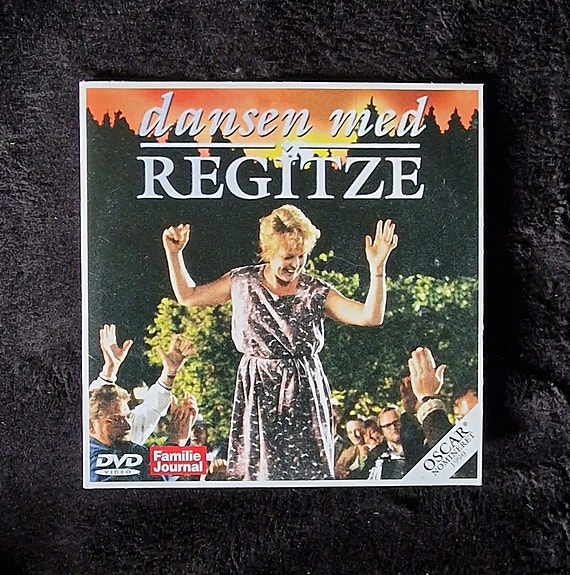 dansen med
REGITZE
DVD
VIDEO
Familie
Journal
OSCAR®
NOMINERET
1990